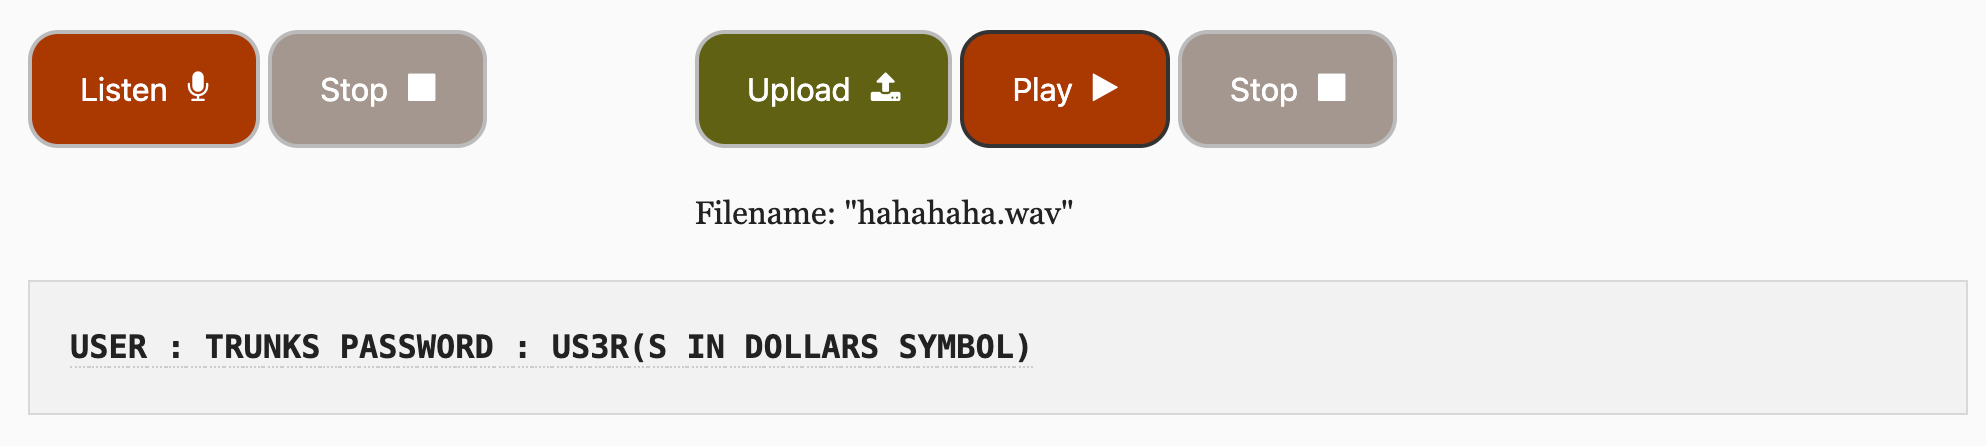 Listen Stop Upload Play Stop
Filename: "hahahaha.wav"
USER : TRUNKS PASSWORD : US3R(S IN DOLLARS SYMBOL)